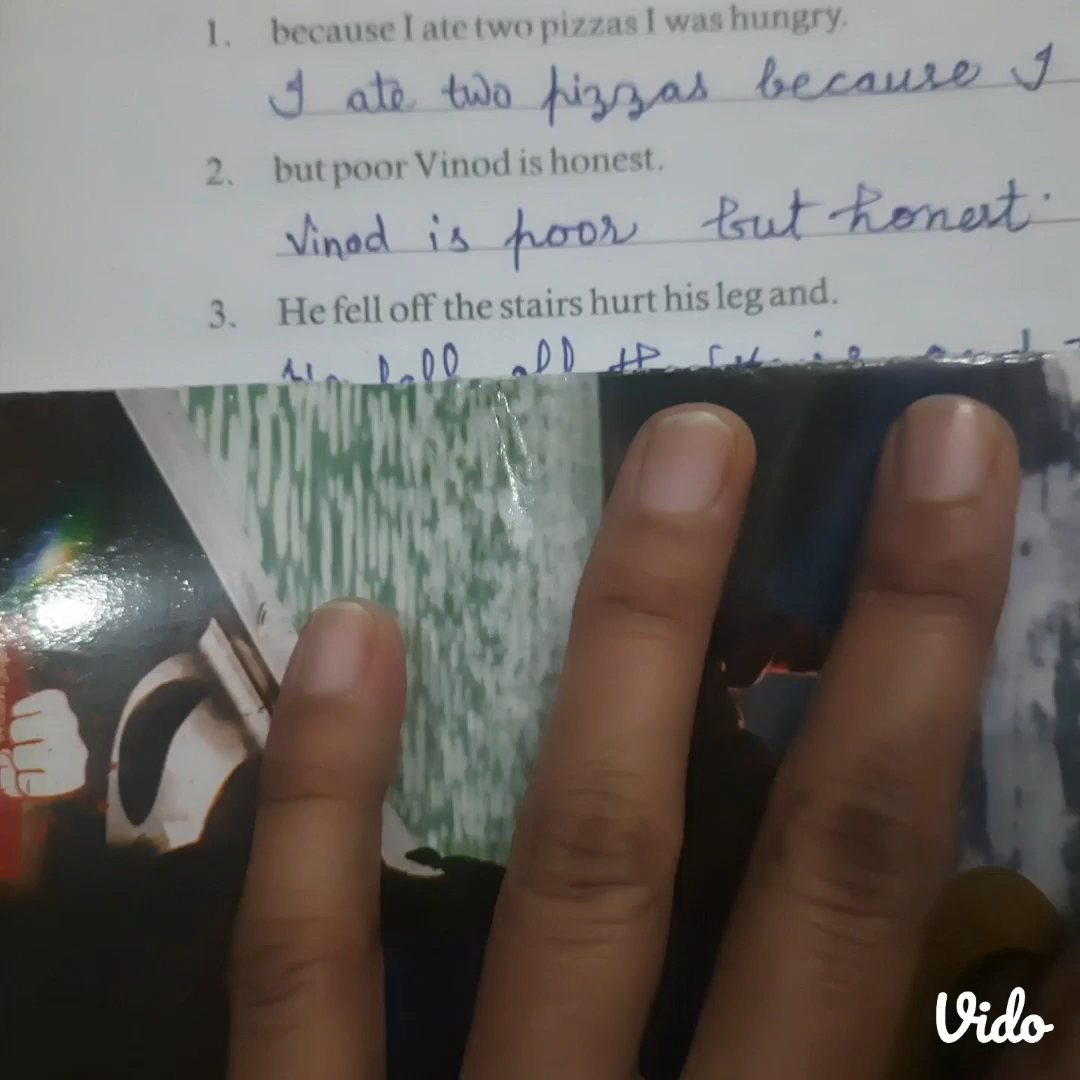 1. because I ate two pizzas I was hungry.
I ate two pizzas because I
2. but poor Vinod is honest.
Vinod is poor but honest.
3. He fell off the stairs hurt his leg and.
Vido